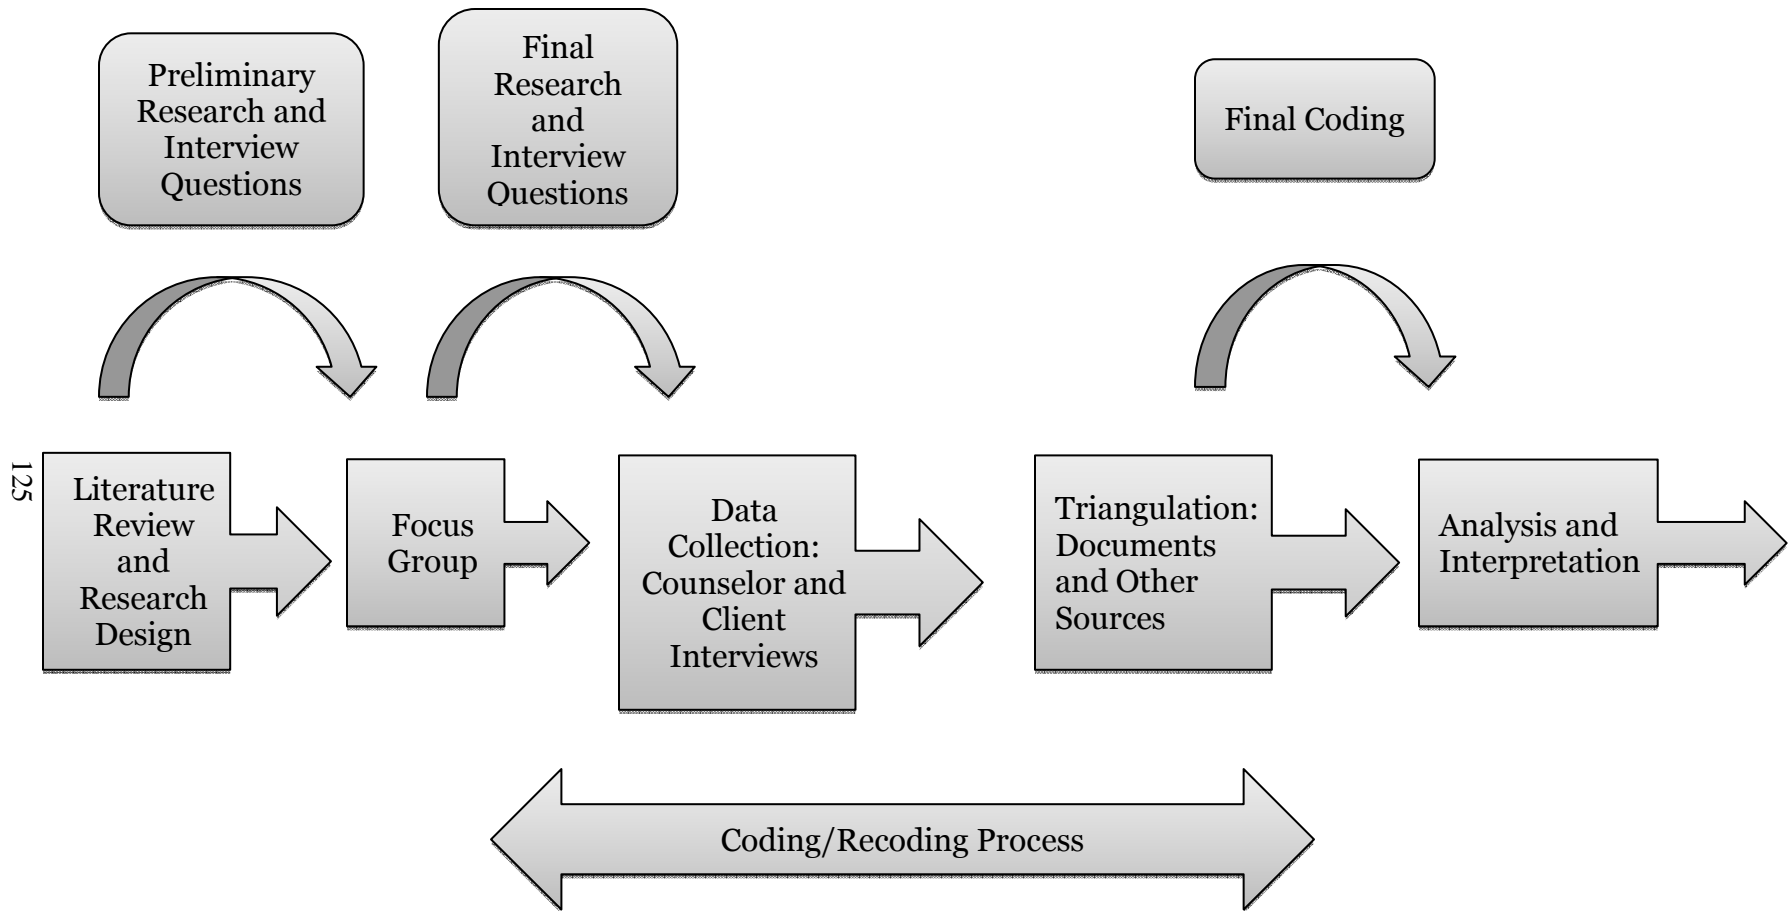 Preliminary
Research and
Interview
Questions
Final
Research
and
Interview
Questions
Final Coding
125
Literature
Review
and
Research
Design
Focus
Group
Data
Collection:
Counselor and
Client
Interviews
Triangulation:
Documents
and Other
Sources
Analysis and
Interpretation
Coding/Recoding Process